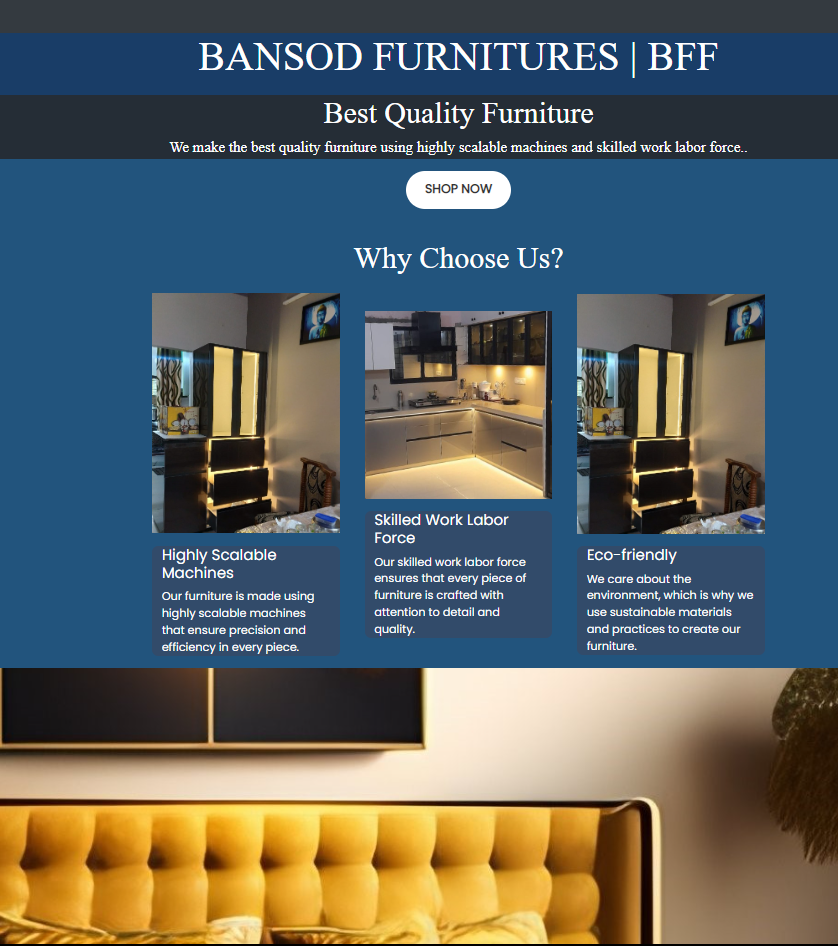 BANSOD FURNITURES | BFF
Best Quality Furniture
We make the best quality furniture using highly scalable machines and skilled work labor force..
SHOP NOW
Why Choose Us?
Highly Scalable
Machines
Our furniture is made using
highly scalable machines
that ensure precision and
efficiency in every piece.
Skilled Work Labor
Force
Our skilled work labor force
ensures that every piece of
furniture is crafted with
attention to detail and
quality.
Eco-friendly
We care about the
environment, which is why we
use sustainable materials
and practices to create our
furniture.